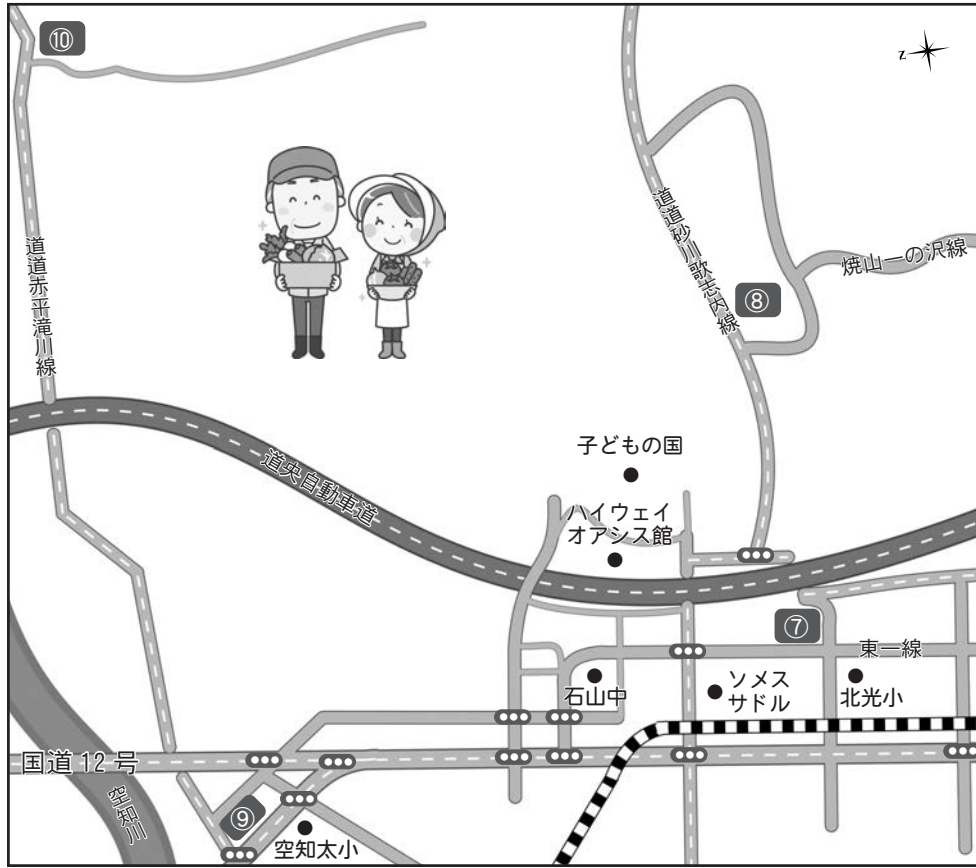 ⑩
z
道道赤平滝川線
道道砂川歌志内線
焼山一の沢線
⑧
道央自動車道
子どもの国
ハイウェイ
オアシス館
⑦
東一線
石山中
ソメス
サドル
北光小
国道12号
空知川
⑨
空知太小